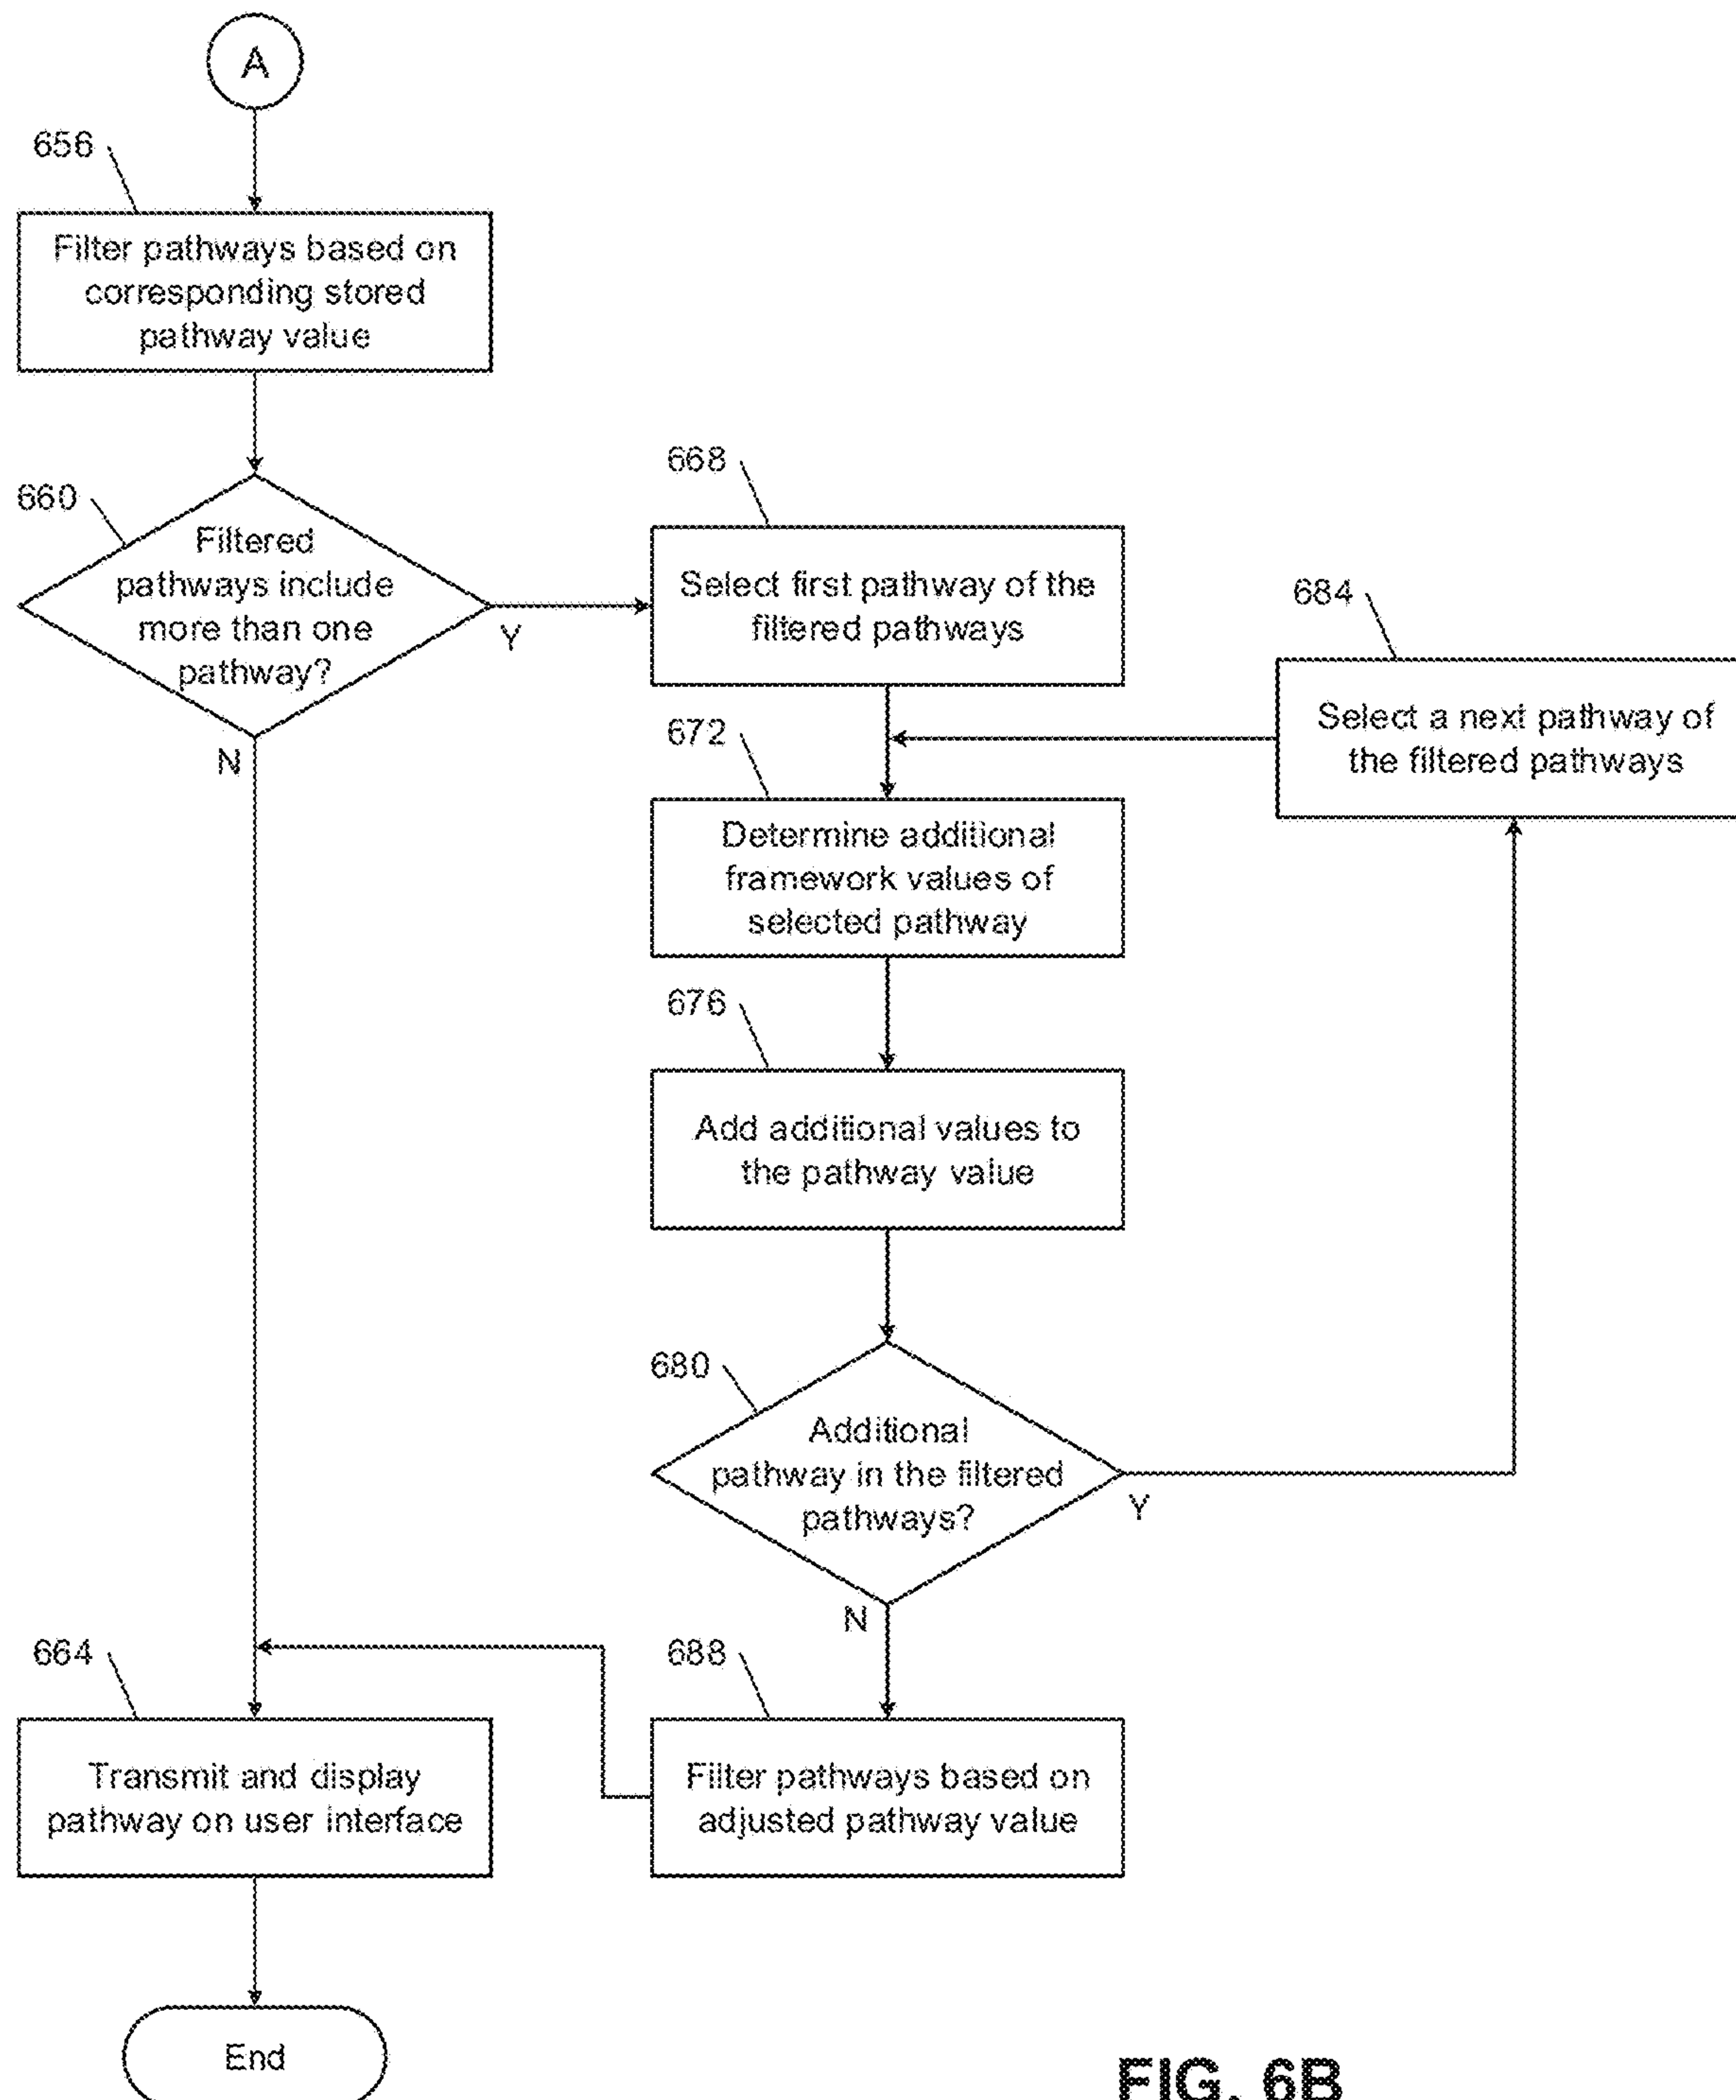 A
656
Filter pathways based on
corresponding stored
pathway value
660
Filtered
pathways include
more than one
pathway?
Y
N
668
Select first pathway of the
filtered pathways
684
Select a next pathway of
the filtered pathways
672
Determine additional
framework values of
selected pathway
676
Add additional values to
the pathway value
680
Additional
pathway in the filtered
pathways?
Y
N
664
Transmit and display
pathway on user interface
688
Filter pathways based on
adjusted pathway value
End
FIG. 6B